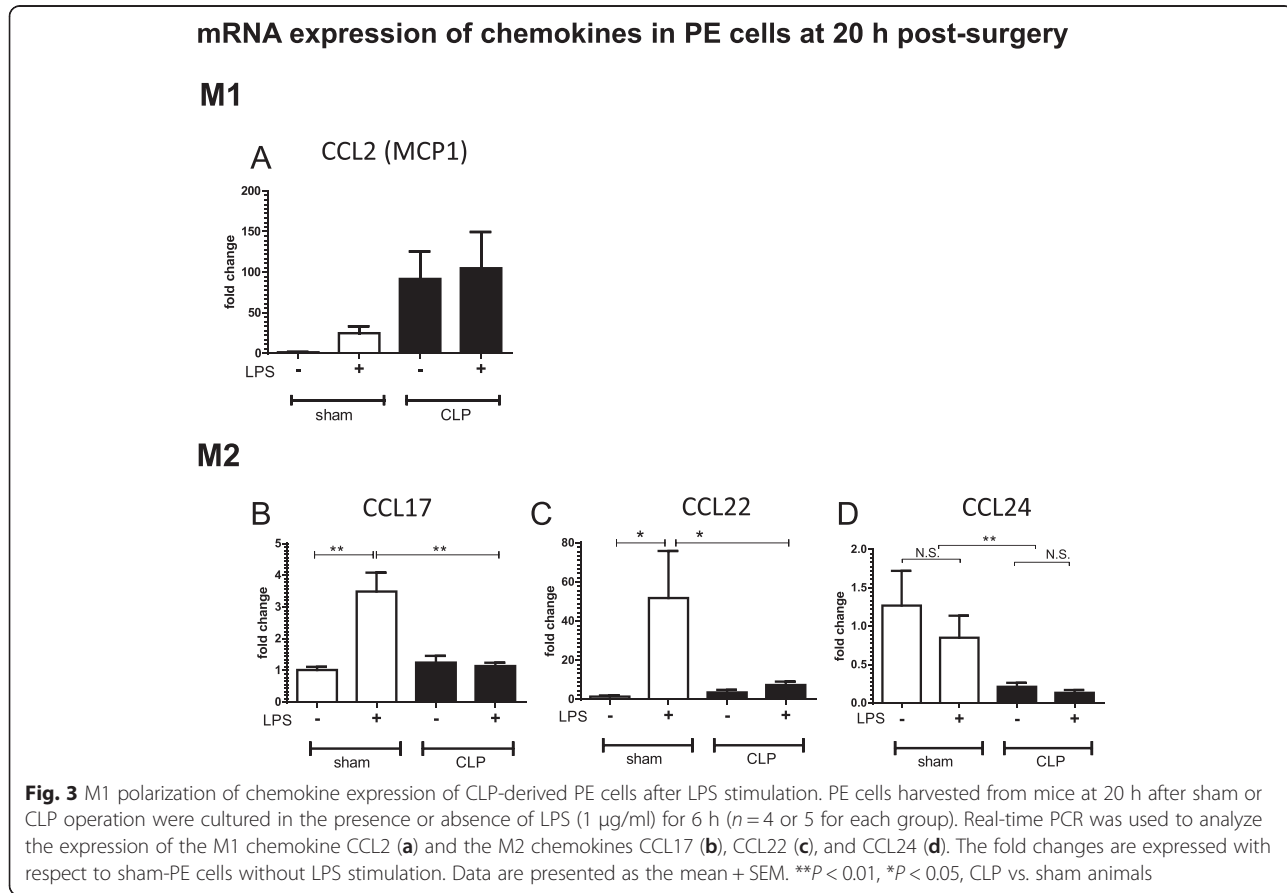 mRNA expression of chemokines in PE cells at 20 h post-surgery
M1
A
CCL2 (MCP1)
fold change
200
150
100
50
0
LPS - + - +
sham CLP
M2
B
CCL17
fold change
5
4
3
2
1
0
** **
LPS - + - +
sham CLP
C
CCL22
fold change
80
60
40
20
0
* *
LPS - + - +
sham CLP
D
CCL24
fold change
2.0
1.5
1.0
0.5
0.0
N.S. ** N.S.
LPS - + - +
sham CLP
Fig. 3 M1 polarization of chemokine expression of CLP-derived PE cells after LPS stimulation. PE cells harvested from mice at 20 h after sham or
CLP operation were cultured in the presence or absence of LPS (1 μg/ml) for 6 h (n = 4 or 5 for each group). Real-time PCR was used to analyze
the expression of the M1 chemokine CCL2 (a) and the M2 chemokines CCL17 (b), CCL22 (c), and CCL24 (d). The fold changes are expressed with
respect to sham-PE cells without LPS stimulation. Data are presented as the mean + SEM. **P < 0.01, *P < 0.05, CLP vs. sham animals